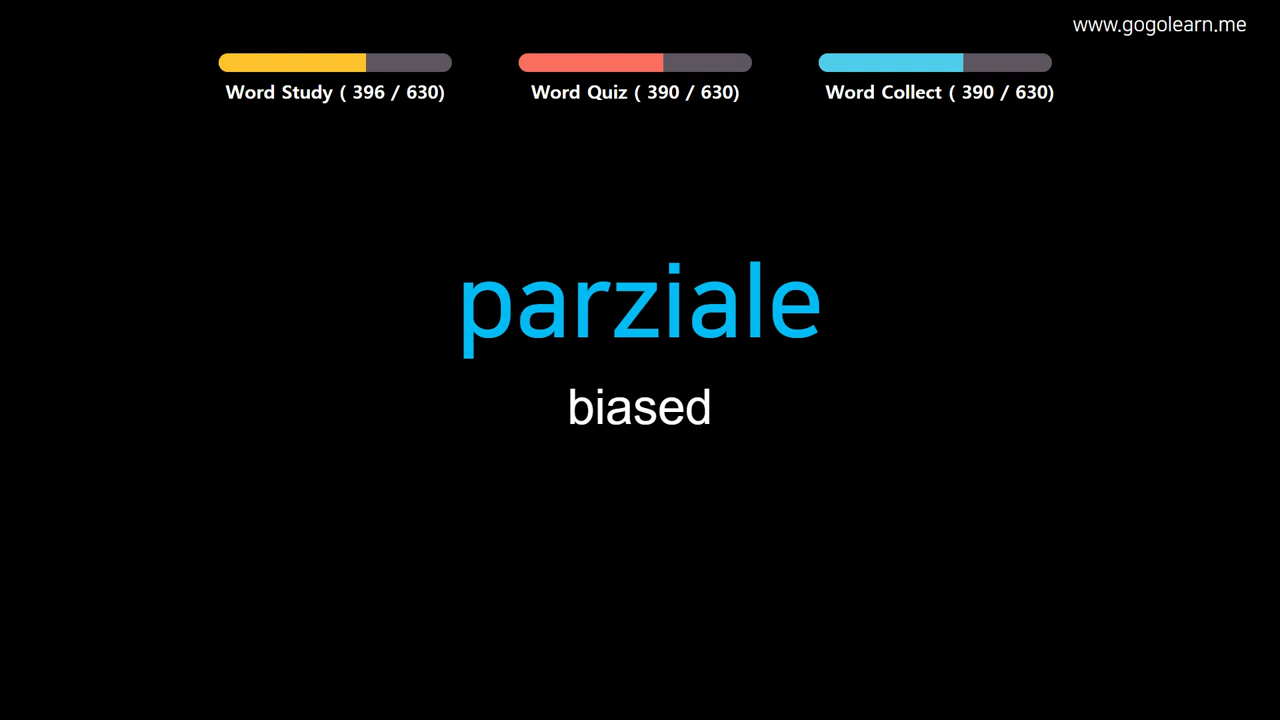 www.gogolearn.me
Word Study ( 396 / 630)
Word Quiz ( 390 / 630)
Word Collect ( 390 / 630)
parziale
biased